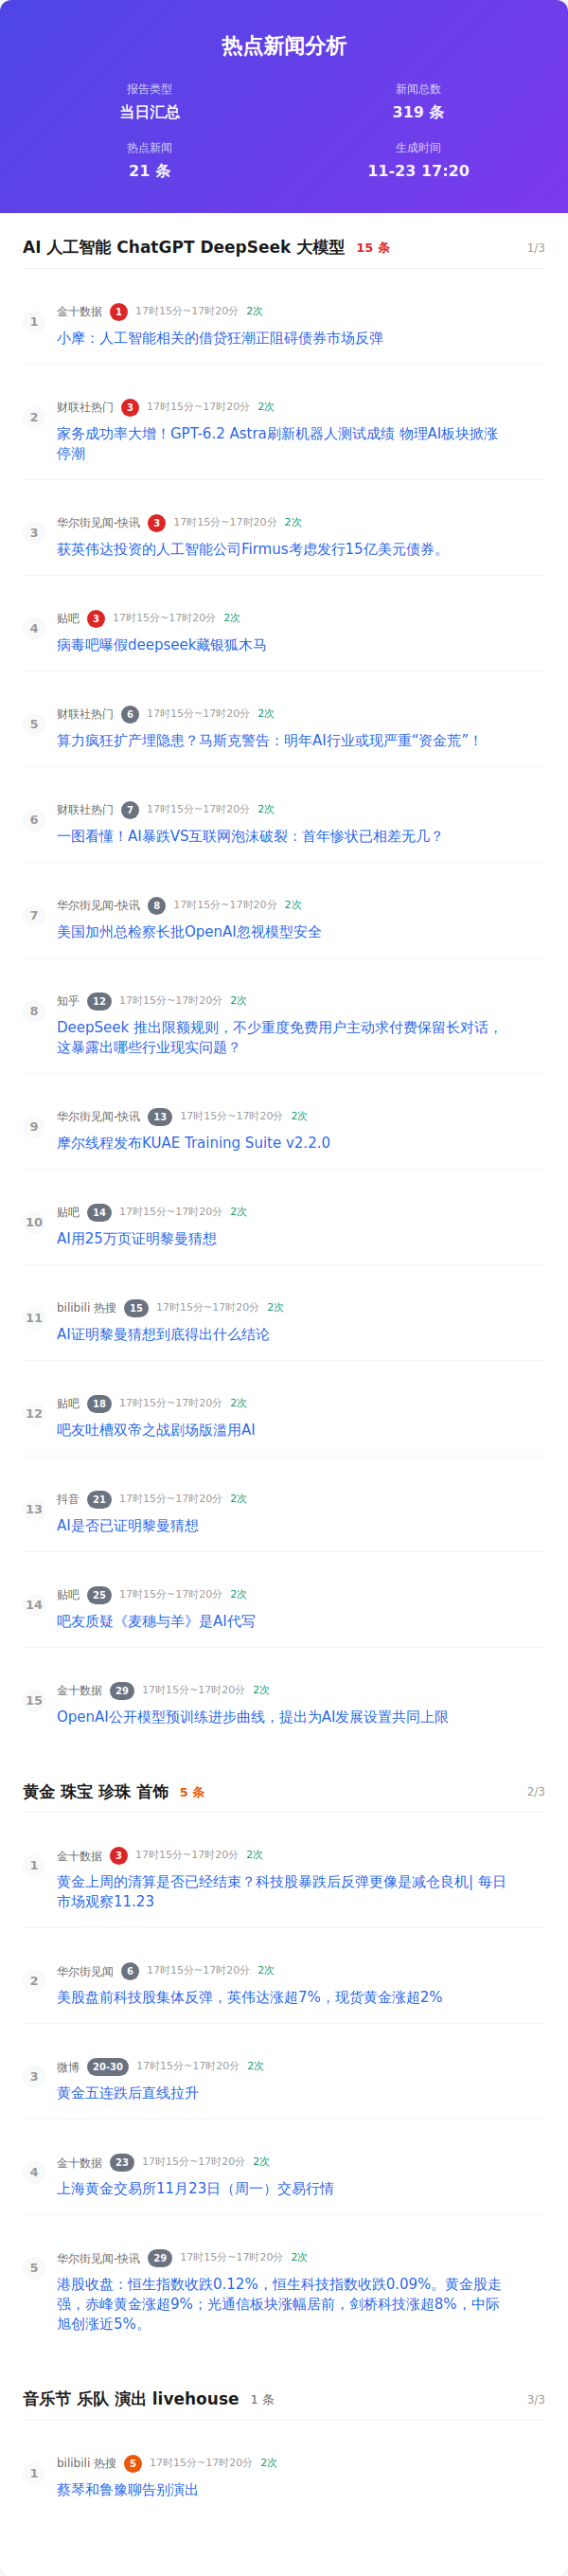 热点新闻分析
报告类型
新闻总数
当日汇总
319 条
热点新闻
生成时间
21 条
11-23 17:20
AI 人工智能 ChatGPT DeepSeek 大模型 15 条 1/3
1 金十数据 1 17时15分~17时20分 2次
小摩：人工智能相关的借贷狂潮正阻碍债券市场反弹
2 财联社热门 3 17时15分~17时20分 2次
家务成功率大增！GPT-6.2 Astra刷新机器人测试成绩 物理AI板块掀涨
停潮
3 华尔街见闻-快讯 3 17时15分~17时20分 2次
获英伟达投资的人工智能公司Firmus考虑发行15亿美元债券。
4 贴吧 3 17时15分~17时20分 2次
病毒吧曝假deepseek藏银狐木马
5 财联社热门 6 17时15分~17时20分 2次
算力疯狂扩产埋隐患？马斯克警告：明年AI行业或现严重“资金荒”！
6 财联社热门 7 17时15分~17时20分 2次
一图看懂！AI暴跌VS互联网泡沫破裂：首年惨状已相差无几？
7 华尔街见闻-快讯 8 17时15分~17时20分 2次
美国加州总检察长批OpenAI忽视模型安全
8 知乎 12 17时15分~17时20分 2次
DeepSeek 推出限额规则，不少重度免费用户主动求付费保留长对话，
这暴露出哪些行业现实问题？
9 华尔街见闻-快讯 13 17时15分~17时20分 2次
摩尔线程发布KUAE Training Suite v2.2.0
10 贴吧 14 17时15分~17时20分 2次
AI用25万页证明黎曼猜想
11 bilibili 热搜 15 17时15分~17时20分 2次
AI证明黎曼猜想到底得出什么结论
12 贴吧 18 17时15分~17时20分 2次
吧友吐槽双帝之战剧场版滥用AI
13 抖音 21 17时15分~17时20分 2次
AI是否已证明黎曼猜想
14 贴吧 25 17时15分~17时20分 2次
吧友质疑《麦穗与羊》是AI代写
15 金十数据 29 17时15分~17时20分 2次
OpenAI公开模型预训练进步曲线，提出为AI发展设置共同上限
黄金 珠宝 珍珠 首饰 5 条 2/3
1 金十数据 3 17时15分~17时20分 2次
黄金上周的清算是否已经结束？科技股暴跌后反弹更像是减仓良机| 每日
市场观察11.23
2 华尔街见闻 6 17时15分~17时20分 2次
美股盘前科技股集体反弹，英伟达涨超7%，现货黄金涨超2%
3 微博 20-30 17时15分~17时20分 2次
黄金五连跌后直线拉升
4 金十数据 23 17时15分~17时20分 2次
上海黄金交易所11月23日（周一）交易行情
5 华尔街见闻-快讯 29 17时15分~17时20分 2次
港股收盘：恒生指数收跌0.12%，恒生科技指数收跌0.09%。黄金股走
强，赤峰黄金涨超9%；光通信板块涨幅居前，剑桥科技涨超8%，中际
旭创涨近5%。
音乐节 乐队 演出 livehouse 1 条 3/3
1 bilibili 热搜 5 17时15分~17时20分 2次
蔡琴和鲁豫聊告别演出